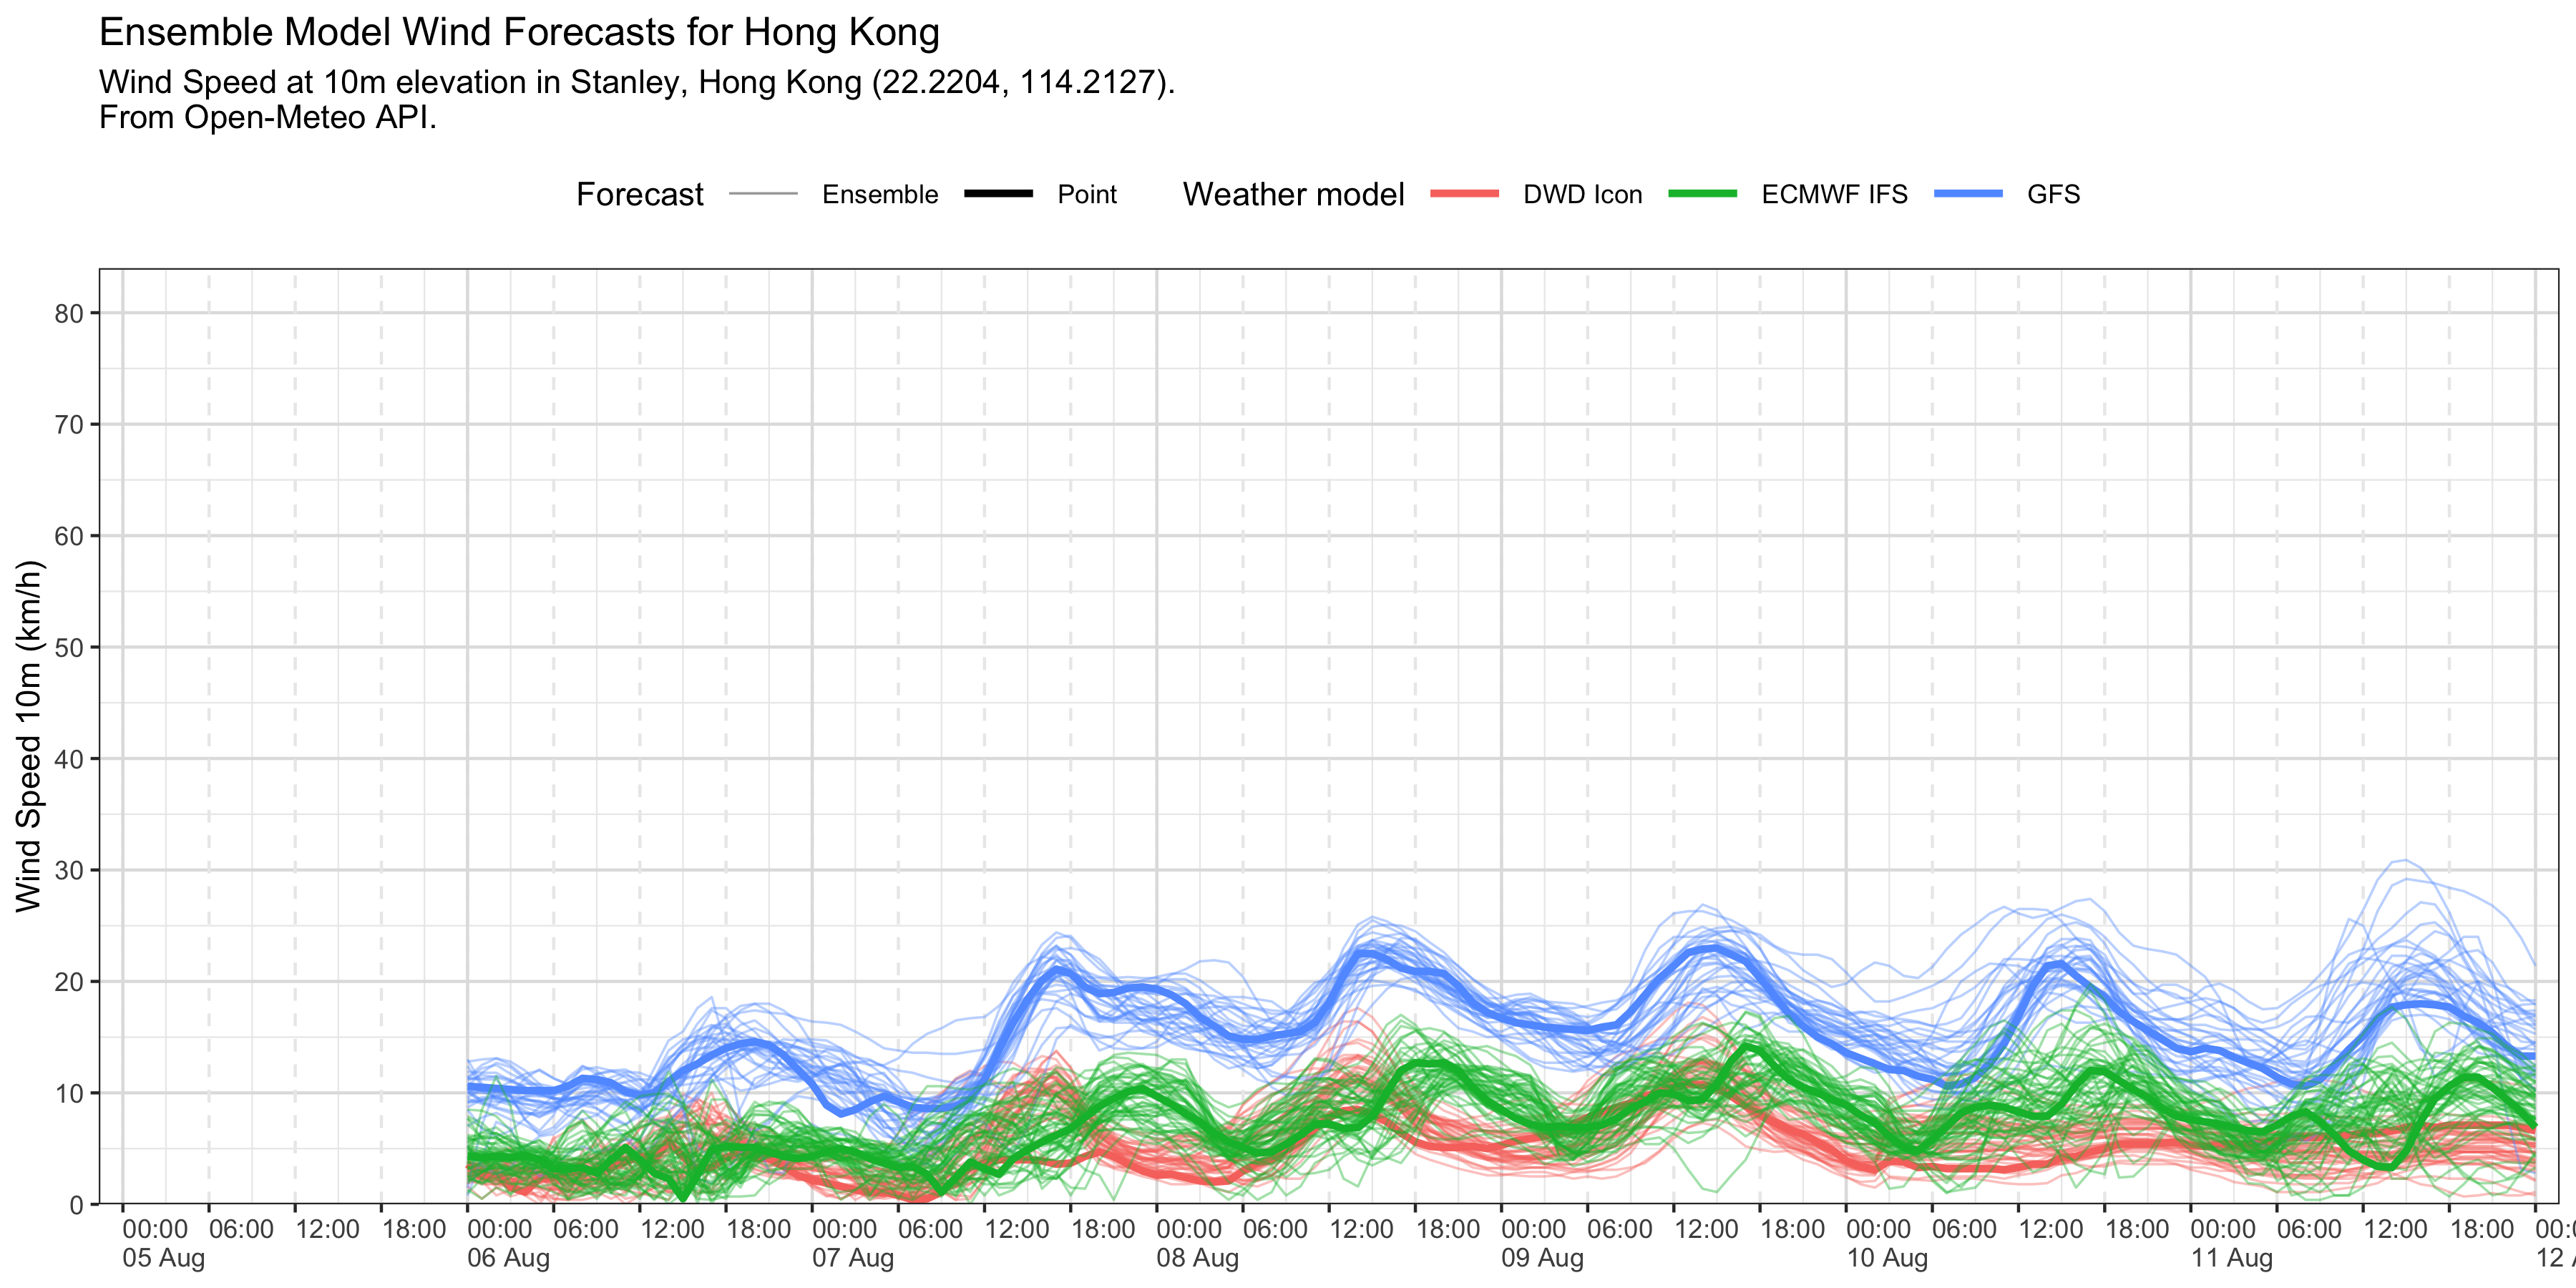 Ensemble Model Wind Forecasts for Hong Kong
Wind Speed at 10m elevation in Stanley, Hong Kong (22.2204, 114.2127).
From Open-Meteo API.
Forecast Ensemble Point Weather model DWD Icon ECMWF IFS GFS
Wind Speed 10m (km/h)
80
70
60
50
40
30
20
10
0
00:00 06:00 12:00 18:00 00:00 06:00 12:00 18:00 00:00 06:00 12:00 18:00 00:00 06:00 12:00 18:00 00:00 06:00 12:00 18:00 00:00 06:00 12:00 18:00 00:00 06:00 12:00 18:00
05 Aug 06 Aug 07 Aug 08 Aug 09 Aug 10 Aug 11 Aug 12